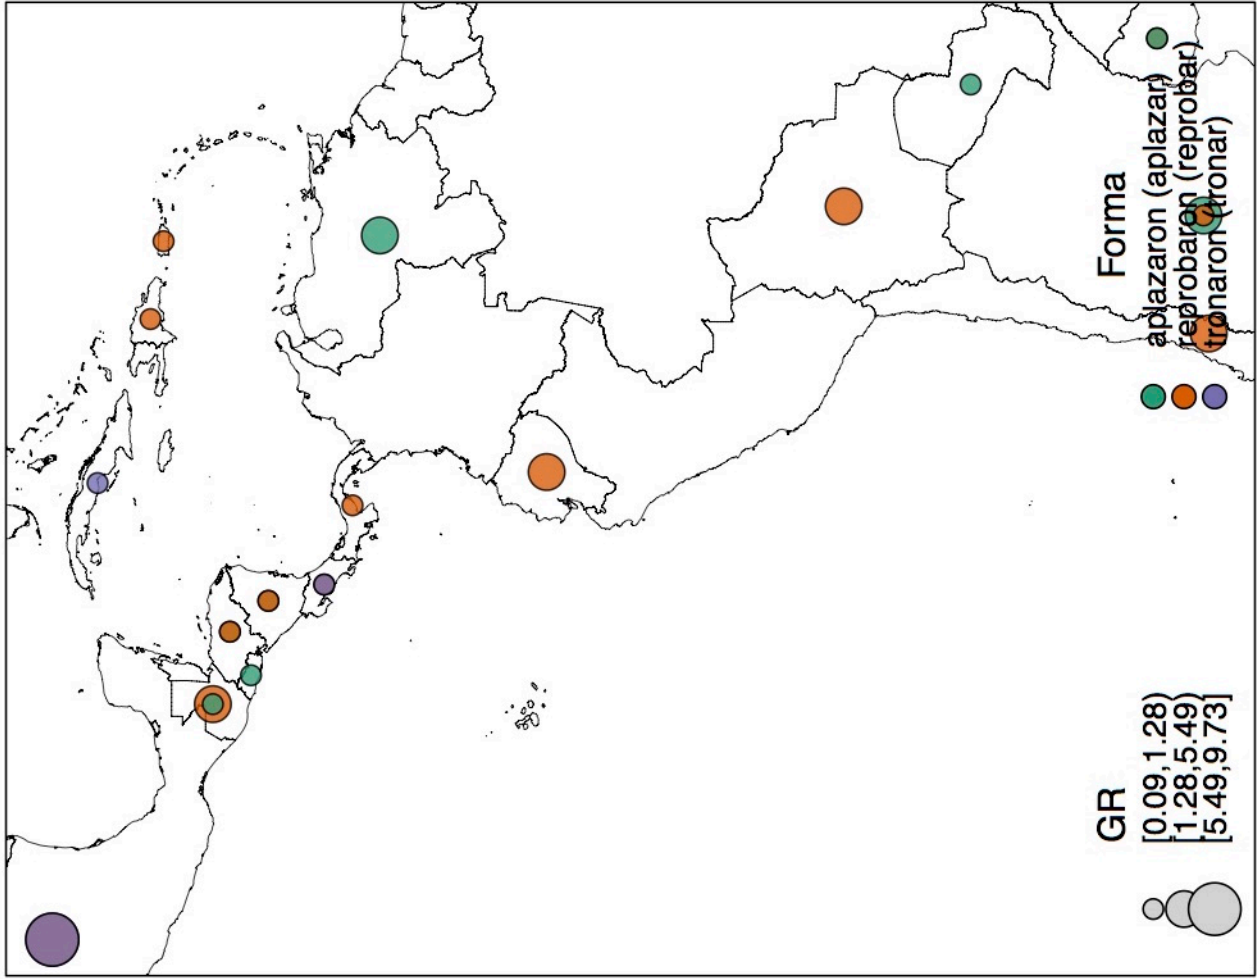 GR
[0.09,1.28)
[1.28,5.49)
[5.49,9.73]
Forma
aplazaron (aplazar)
reprobaron (reprobar)
tronaron (tronar)